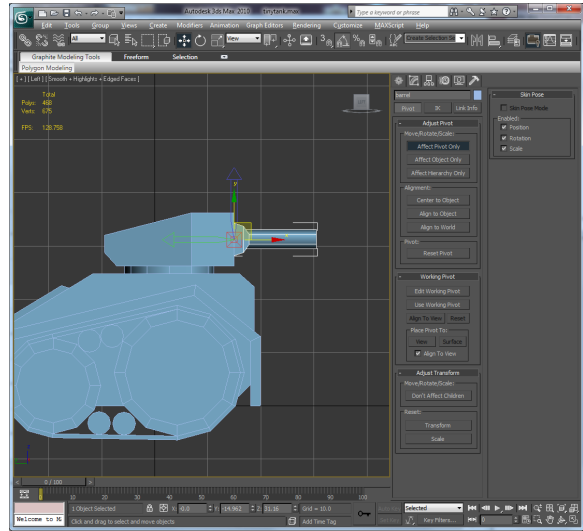 Autodesk 3ds Max 2010 tinytank.max
Type a keyword or phrase
Edit Tools Group Views Create Modifiers Animation Graph Editors Rendering Customize MAXScript Help
All
View
Create Selection Se
Graphite Modeling Tools Freeform Selection
Polygon Modeling
[ + ] [ Left ] [ Smooth + Highlights + Edged Faces ]
Total
Polys: 468
Verts: 675
FPS: 128.758
LEFT
y
x
barrel
Pivot IK Link Info
- Adjust Pivot
Move/Rotate/Scale:
Affect Pivot Only
Affect Object Only
Affect Hierarchy Only
Alignment:
Center to Object
Align to Object
Align to World
Pivot:
Reset Pivot
- Working Pivot
Edit Working Pivot
Use Working Pivot
Align To View Reset
Place Pivot To:
View Surface
Align To View
- Adjust Transform
Move/Rotate/Scale:
Don't Affect Children
Reset:
Transform
Scale
- Skin Pose
Skin Pose Mode
Enabled:
Position
Rotation
Scale
< 0 / 100 >
0 10 20 30 40 50 60 70 80 90 100
1 Object Selected X: -0.0 Y: -14.962 Z: 31.16 Grid = 10.0
Selected
Welcome to M
Click and drag to select and move objects
Add Time Tag
Key Filters...